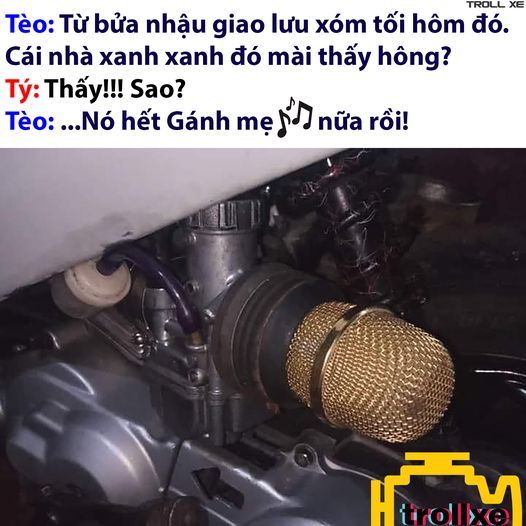 TROLL XE
Tèo: Từ bửa nhậu giao lưu xóm tối hôm đó.
Cái nhà xanh xanh đó mài thấy hông?
Tý: Thấy!!! Sao?
Tèo: ...Nó hết Gánh mẹ🎵🎶nữa rồi!
trollxe